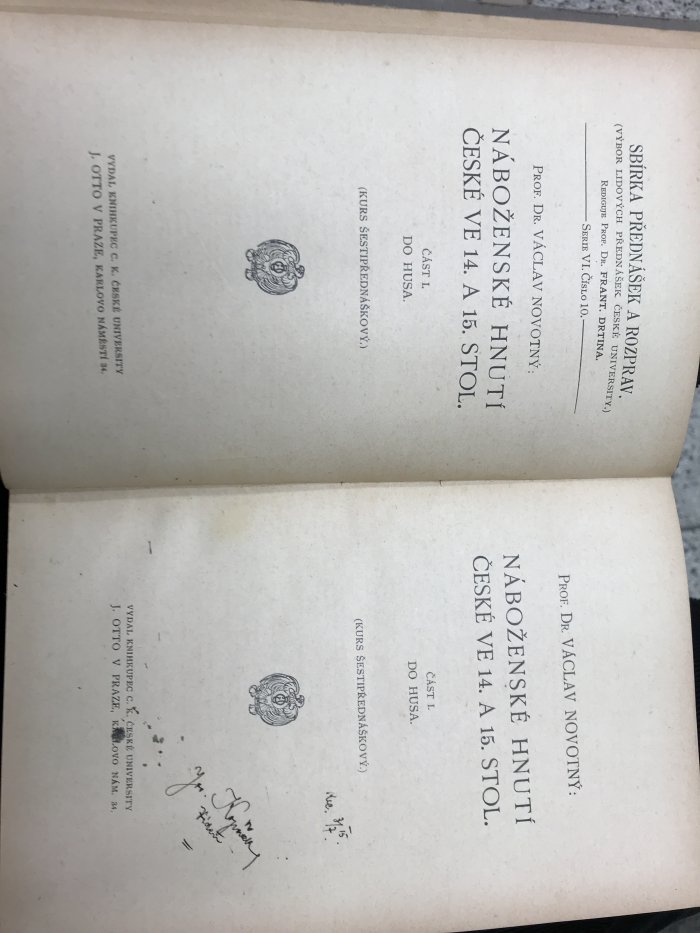 SBÍRKA PŘEDNÁŠEK A ROZPRAV.
(VÝBOR LIDOVÝCH PŘEDNÁŠEK ČESKÉ UNIVERSITY.)
REDIGUJE PROF. DR. FRANT. DRTINA.
SERIE VI. ČÍSLO 10.
PROF. DR. VÁCLAV NOVOTNÝ:
NÁBOŽENSKÉ HNUTÍ
ČESKÉ VE 14. A 15. STOL.
ČÁST I.
DO HUSA.
(KURS ŠESTIPŘEDNÁŠKOVÝ.)
VYDAL KNIHKUPEC C. K. ČESKÉ UNIVERSITY
J. OTTO V PRAZE, KARLOVO NÁMĚSTÍ 34.
PROF. DR. VÁCLAV NOVOTNÝ:
NÁBOŽENSKÉ HNUTÍ
ČESKÉ VE 14. A 15. STOL.
ČÁST I.
DO HUSA.
(KURS ŠESTIPŘEDNÁŠKOVÝ.)
VYDAL KNIHKUPEC C. K. ČESKÉ UNIVERSITY
J. OTTO V PRAZE, KARLOVO NÁM. 34.